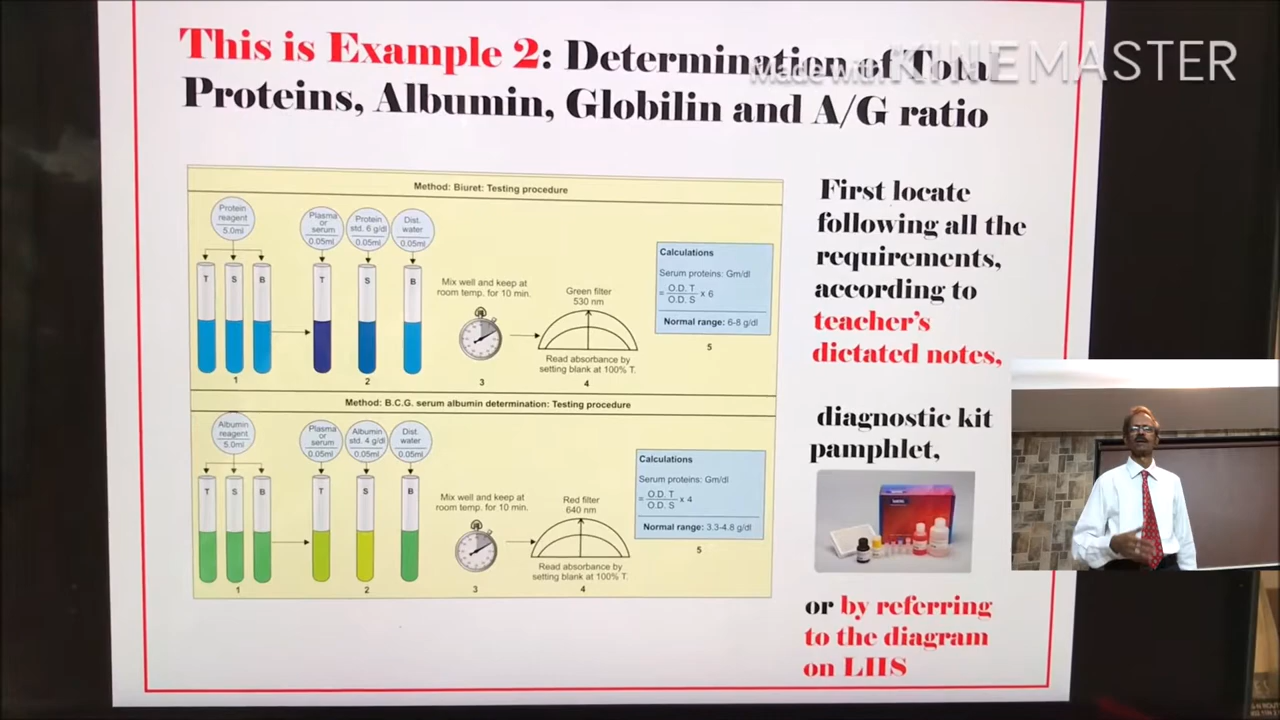 This is Example 2: Determination of Total
Proteins, Albumin, Globilin and A/G ratio
Made with KINEMASTER
Method: Biuret: Testing procedure
Protein
reagent
5.0ml
Plasma
or
serum
0.05ml
Protein
std. 6 g/dl
0.05ml
Dist.
water
0.05ml
T S B
T S B
Mix well and keep at
room temp. for 10 min.
Green filter
530 nm
Read absorbance by
setting blank at 100% T.
Calculations
Serum proteins: Gm/dl
= O.D. T
O.D. S x 6
Normal range: 6-8 g/dl
1 2 3 4 5
Method: B.C.G. serum albumin determination: Testing procedure
Albumin
reagent
5.0ml
Plasma
or
serum
0.05ml
Albumin
std. 4 g/dl
0.05ml
Dist.
water
0.05ml
T S B
T S B
Mix well and keep at
room temp. for 10 min.
Red filter
640 nm
Read absorbance by
setting blank at 100% T.
Calculations
Serum proteins: Gm/dl
= O.D. T
O.D. S x 4
Normal range: 3.3-4.8 g/dl
1 2 3 4 5
First locate
following all the
requirements,
according to
teacher's
dictated notes,
diagnostic kit
pamphlet,
or by referring
to the diagram
on LHS